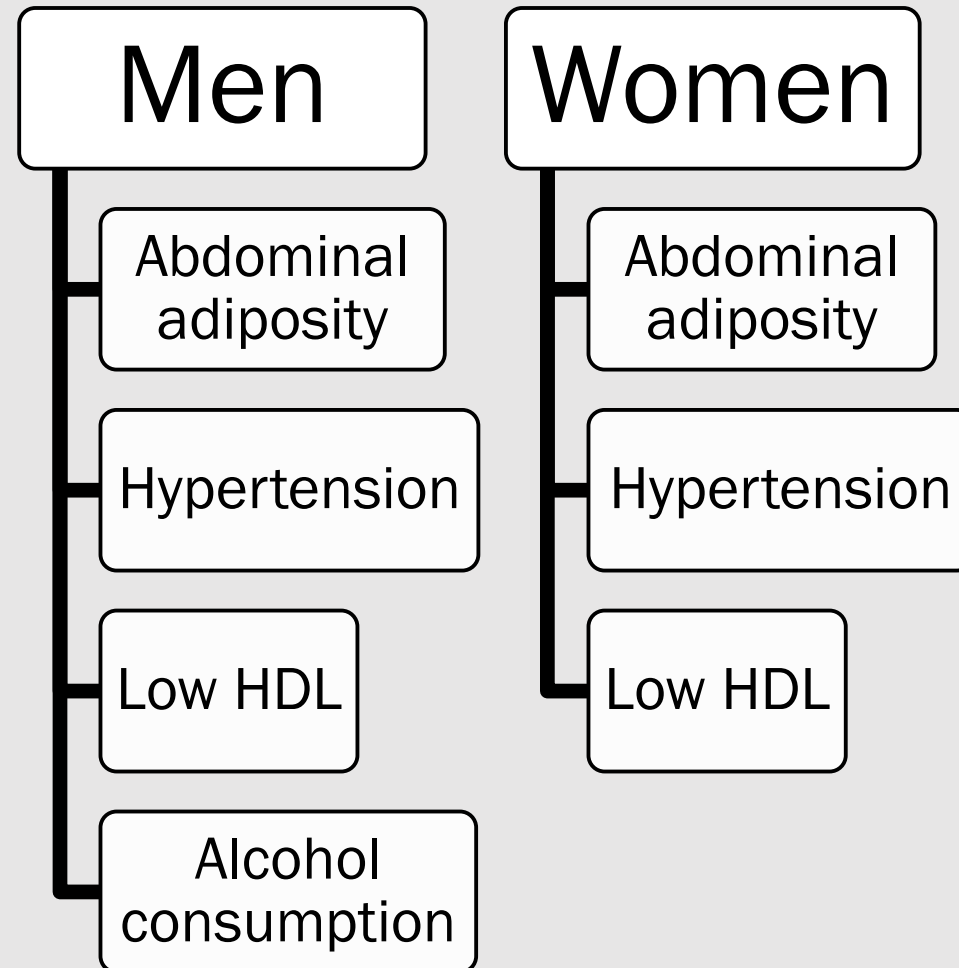 Men
Abdominal
adiposity
Hypertension
Low HDL
Alcohol
consumption
Women
Abdominal
adiposity
Hypertension
Low HDL